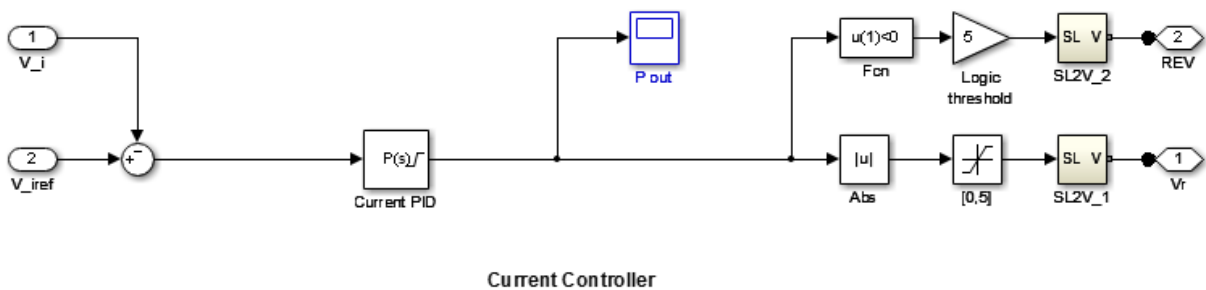 1
V_i
P out
u(1)<0
Fcn
5
Logic
threshold
SL V
SL2V_2
2
REV
2
V_iref
+ −
P(s)
Current PID
|u|
Abs
[0,5]
SL V
SL2V_1
1
Vr
Current Controller